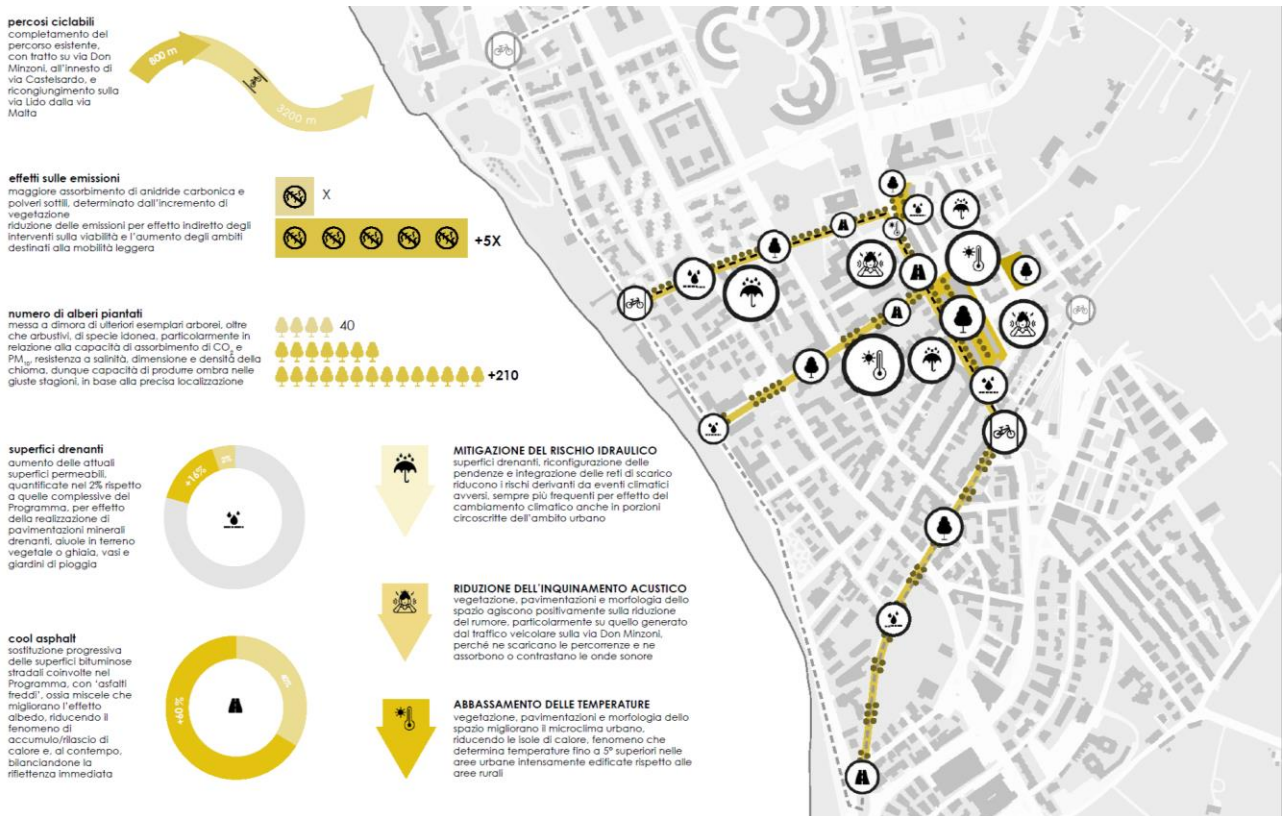 percosi ciclabili
completamento del
percorso esistente,
con tratto su via Don
Minzoni, all'innesto di
via Castelsardo, e
ricongiungimento sulla
via Lido dalla via
Malta
800 m
3200 m
effetti sulle emissioni
maggiore assorbimento di anidride carbonica e
polveri sottili, determinato dall'incremento di
vegetazione
riduzione delle emissioni per effetto indiretto degli
interventi sulla viabilità e l'aumento degli ambiti
destinati alla mobilità leggera
X
+5X
numero di alberi piantati
messa a dimora di ulteriori esemplari arborei, oltre
che arbustivi, di specie idonea, particolarmente in
relazione alla capacità di assorbimento di CO2 e
PM10, resistenza a salinità, dimensione e densità della
chioma, dunque capacità di produrre ombra nelle
giuste stagioni, in base alla precisa localizzazione
40
+210
superfici drenanti
aumento delle attuali
superfici permeabili,
quantificate nel 2% rispetto
a quelle complessive del
Programma, per effetto
della realizzazione di
pavimentazioni minerali
drenanti, aiuole in terreno
vegetale o ghiaia, vasi e
giardini di pioggia
+16%
2%
cool asphalt
sostituzione progressiva
delle superfici bituminose
stradali coinvolte nel
Programma, con 'asfalti
freddi', ossia miscele che
migliorano l'effetto
albedo, riducendo il
fenomeno di
accumulo/rilascio di
calore e, al contempo,
bilanciandone la
riflettenza immediata
+60 %
40%
MITIGAZIONE DEL RISCHIO IDRAULICO
superfici drenanti, riconfigurazione delle
pendenze e integrazione delle reti di scarico
riducono i rischi derivanti da eventi climatici
avversi, sempre più frequenti per effetto del
cambiamento climatico anche in porzioni
circoscritte dell'ambito urbano
RIDUZIONE DELL'INQUINAMENTO ACUSTICO
vegetazione, pavimentazioni e morfologia dello
spazio agiscono positivamente sulla riduzione
del rumore, particolarmente su quello generato
dal traffico veicolare sulla via Don Minzoni,
perché ne scaricano le percorrenze e ne
assorbono o contrastano le onde sonore
ABBASSAMENTO DELLE TEMPERATURE
vegetazione, pavimentazioni e morfologia dello
spazio migliorano il microclima urbano,
riducendo le isole di calore, fenomeno che
determina temperature fino a 5° superiori nelle
aree urbane intensamente edificate rispetto alle
aree rurali